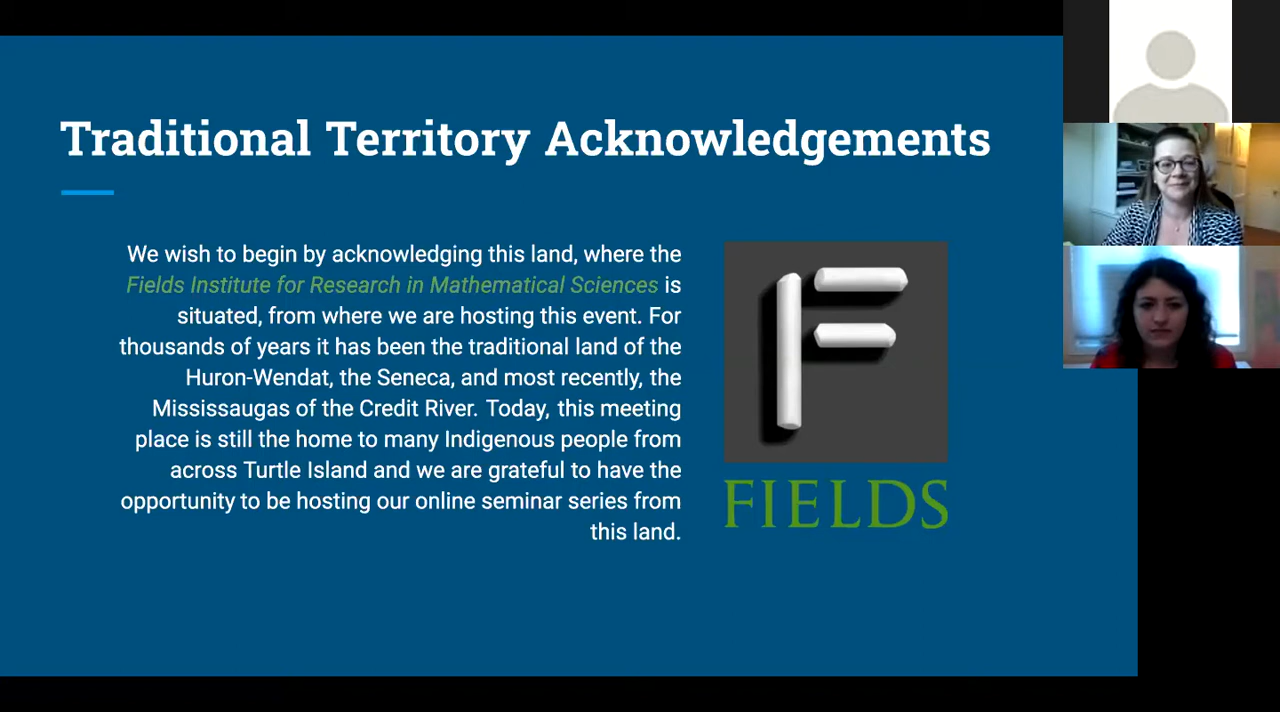 Traditional Territory Acknowledgements
We wish to begin by acknowledging this land, where the
Fields Institute for Research in Mathematical Sciences is
situated, from where we are hosting this event. For
thousands of years it has been the traditional land of the
Huron-Wendat, the Seneca, and most recently, the
Mississaugas of the Credit River. Today, this meeting
place is still the home to many Indigenous people from
across Turtle Island and we are grateful to have the
opportunity to be hosting our online seminar series from
this land.
F
FIELDS